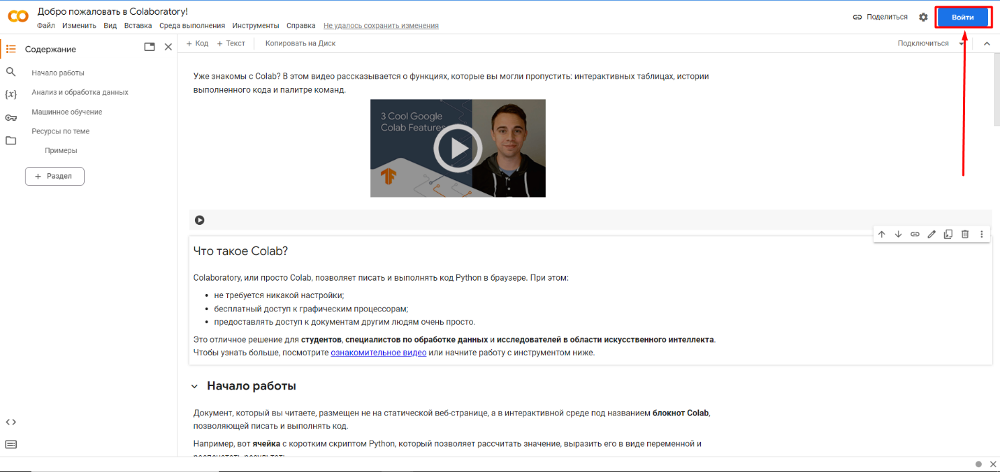 Добро пожаловать в Colaboratory!
Файл Изменить Вид Вставка Среда выполнения Инструменты Справка Не удалось сохранить изменения
Поделиться
Войти
Содержание
+ Код + Текст Копировать на Диск
Подключиться
Начало работы
Анализ и обработка данных
Машинное обучение
Ресурсы по теме
Примеры
+ Раздел
Уже знакомы с Colab? В этом видео рассказывается о функциях, которые вы могли пропустить: интерактивных таблицах, истории
выполненного кода и палитре команд.
3 Cool Google
Colab Features
Что такое Colab?
Colaboratory, или просто Colab, позволяет писать и выполнять код Python в браузере. При этом:
• не требуется никакой настройки;
• бесплатный доступ к графическим процессорам;
• предоставлять доступ к документам другим людям очень просто.
Это отличное решение для студентов, специалистов по обработке данных и исследователей в области искусственного интеллекта.
Чтобы узнать больше, посмотрите ознакомительное видео или начните работу с инструментом ниже.
Начало работы
Документ, который вы читаете, размещен не на статической веб-странице, а в интерактивной среде под названием блокнот Colab,
позволяющей писать и выполнять код.
Например, вот ячейка с коротким скриптом Python, который позволяет рассчитать значение, выразить его в виде переменной и
распечатать результат: